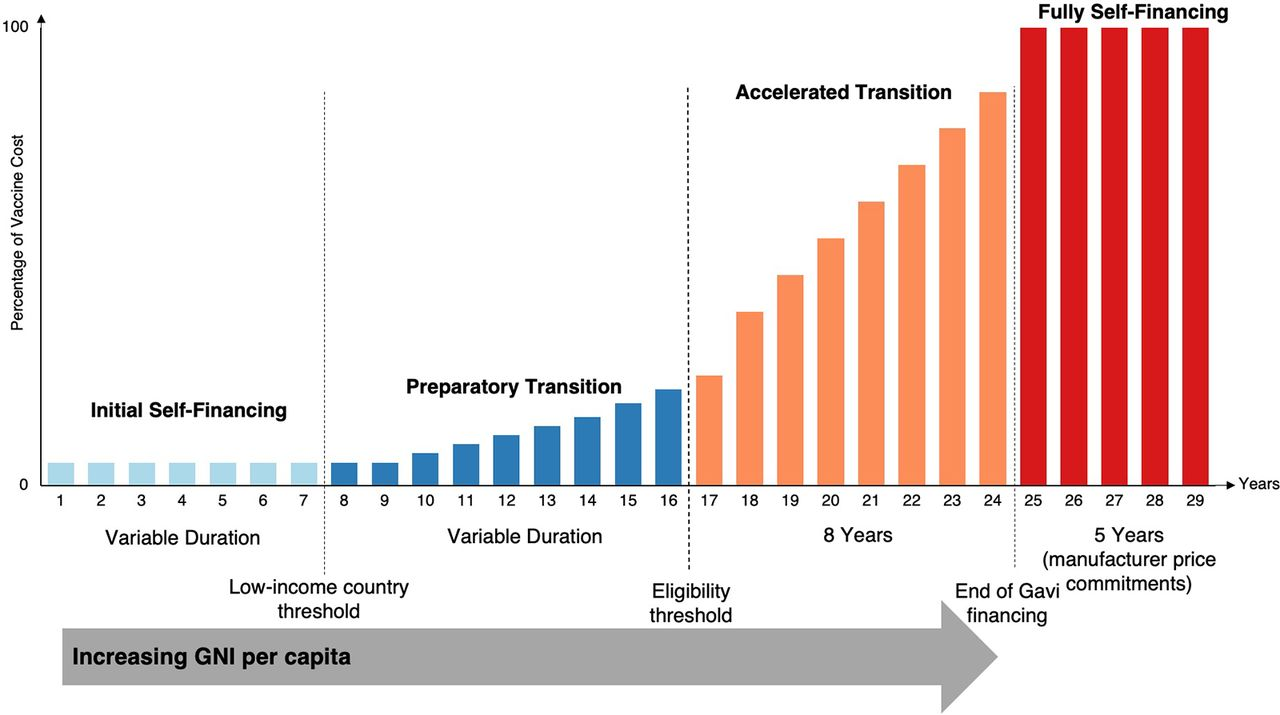 Fully Self-Financing
100
Accelerated Transition
Percentage of Vaccine Cost
Preparatory Transition
Initial Self-Financing
0
1 2 3 4 5 6 7 8 9 10 11 12 13 14 15 16 17 18 19 20 21 22 23 24 25 26 27 28 29
Years
Variable Duration
Variable Duration
8 Years
5 Years
(manufacturer price
commitments)
Low-income country
threshold
Eligibility
threshold
End of Gavi
financing
Increasing GNI per capita